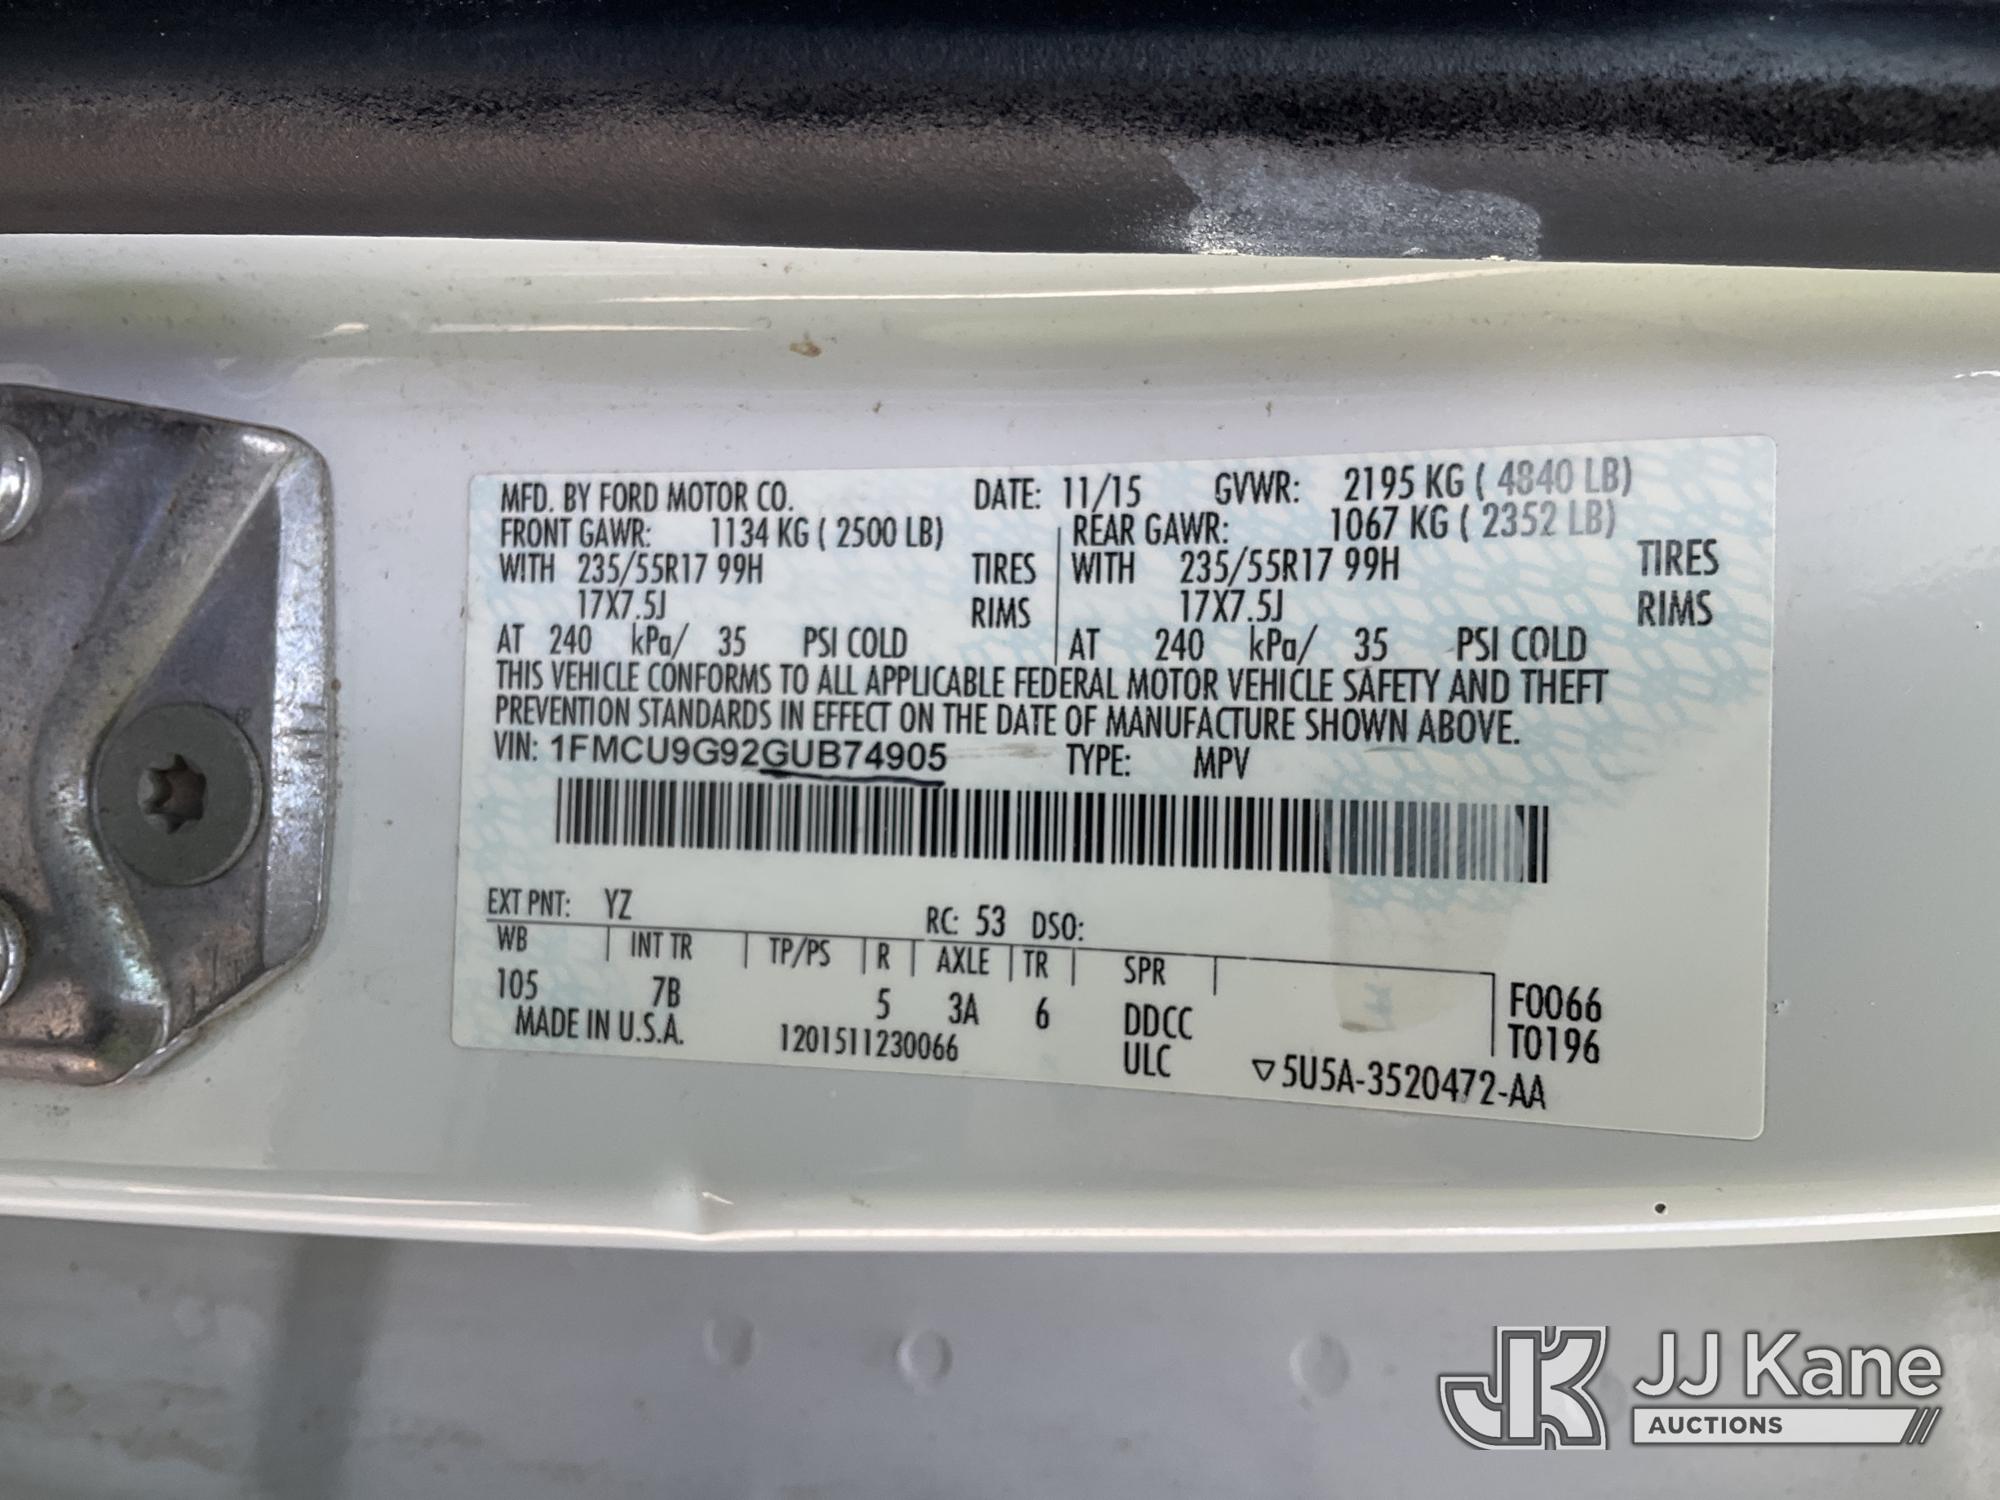 MFD. BY FORD MOTOR CO. DATE: 11/15 GVWR: 2195 KG ( 4840 LB)
FRONT GAWR: 1134 KG ( 2500 LB) REAR GAWR: 1067 KG ( 2352 LB)
WITH 235/55R17 99H TIRES WITH 235/55R17 99H TIRES
17X7.5J RIMS 17X7.5J RIMS
AT 240 kPa/ 35 PSI COLD AT 240 kPa/ 35 PSI COLD
THIS VEHICLE CONFORMS TO ALL APPLICABLE FEDERAL MOTOR VEHICLE SAFETY AND THEFT
PREVENTION STANDARDS IN EFFECT ON THE DATE OF MANUFACTURE SHOWN ABOVE.
VIN: 1FMCU9G92GUB74905 TYPE: MPV
EXT PNT: YZ RC: 53 DSO:
WB INT TR TP/PS R AXLE TR SPR
105 7B 5 3A 6 DDCC F0066
MADE IN U.S.A. 1201511230066 ULC T0196
5U5A-3520472-AA
JK JJ Kane
AUCTIONS